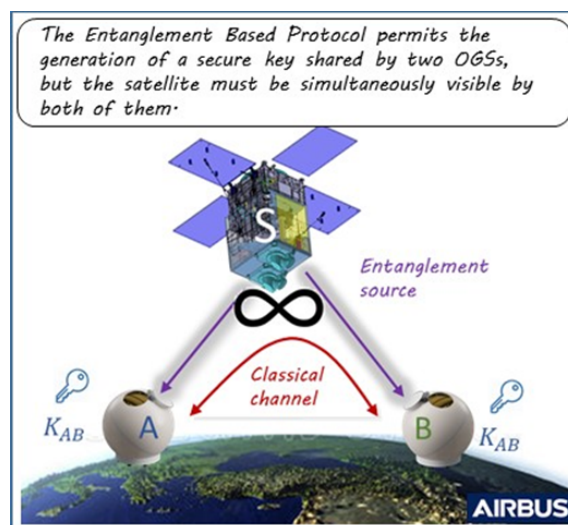 The Entanglement Based Protocol permits the
generation of a secure key shared by two OGSs,
but the satellite must be simultaneously visible by
both of them.
S
Entanglement
source
Classical
channel
A
B
K_AB
K_AB
AIRBUS